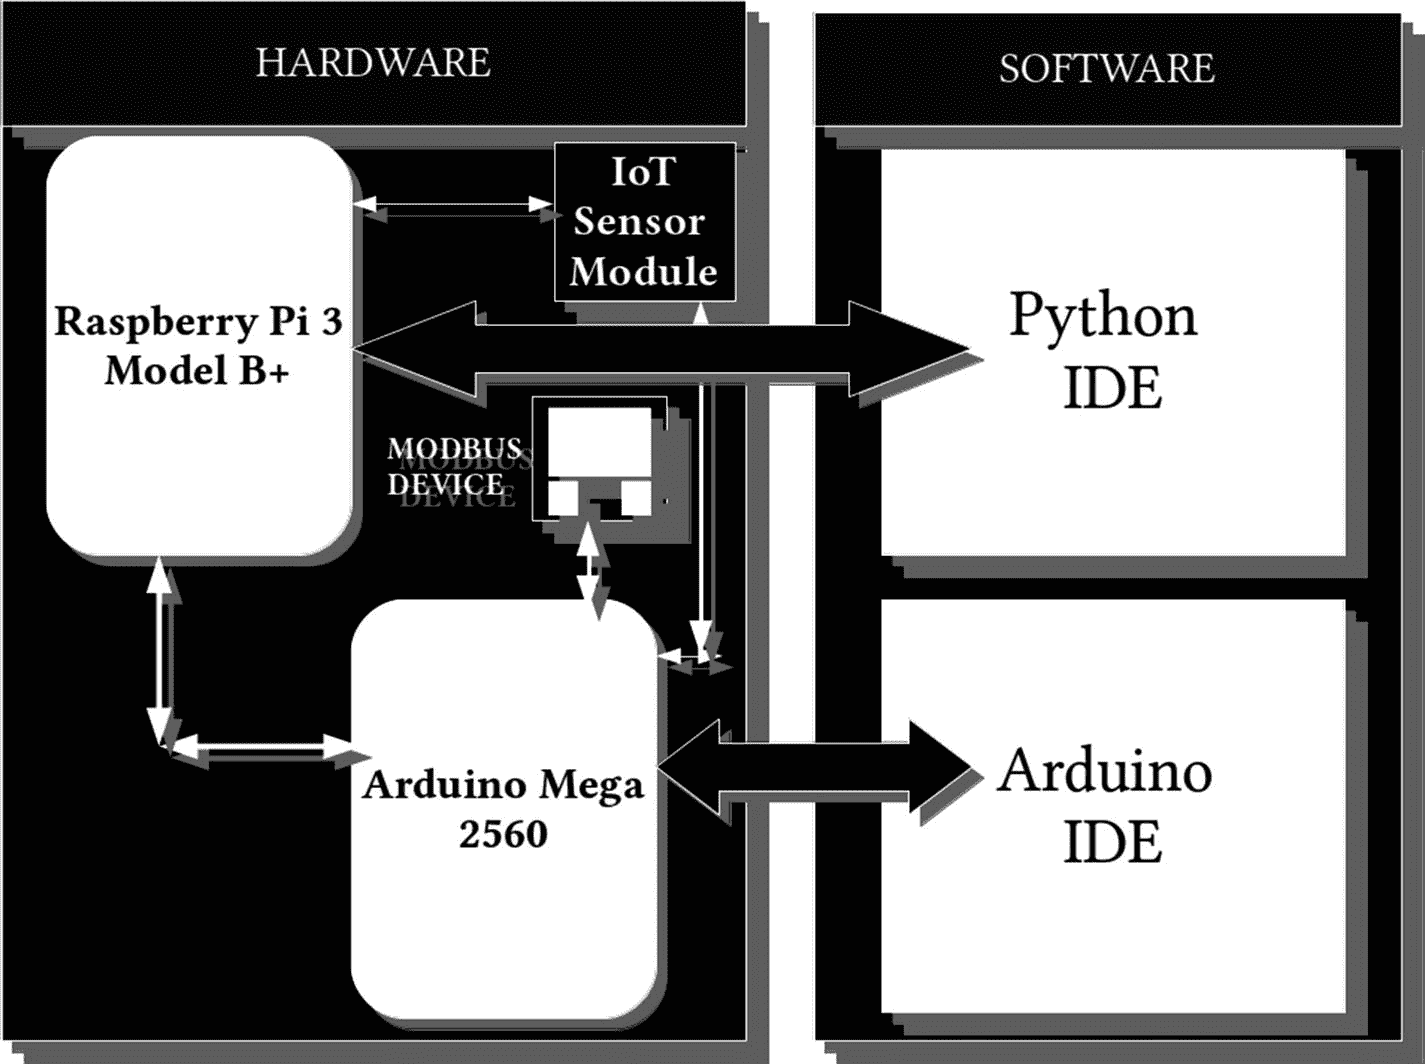 HARDWARE
SOFTWARE
IoT
Sensor
Module
Raspberry Pi 3
Model B+
Python
IDE
MODBUS
DEVICE
Arduino Mega
2560
Arduino
IDE